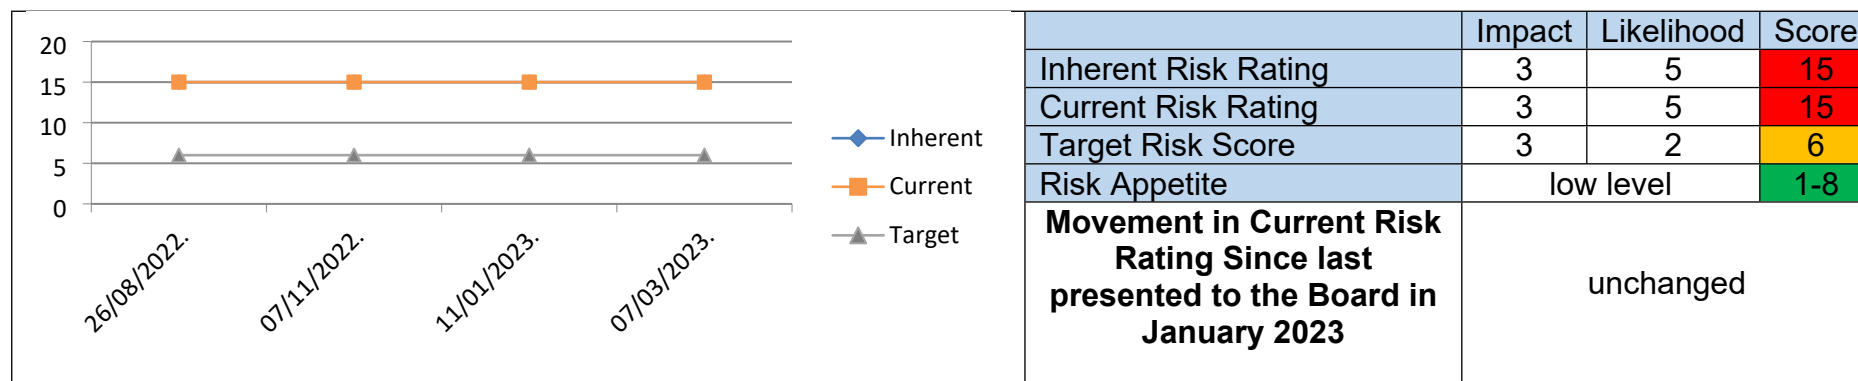 20
15
10
5
0
26/08/2022.
07/11/2022.
11/01/2023.
07/03/2023.
Inherent
Current
Target
Impact Likelihood Score
Inherent Risk Rating 3 5 15
Current Risk Rating 3 5 15
Target Risk Score 3 2 6
Risk Appetite low level 1-8
Movement in Current Risk
Rating Since last
presented to the Board in
January 2023
unchanged